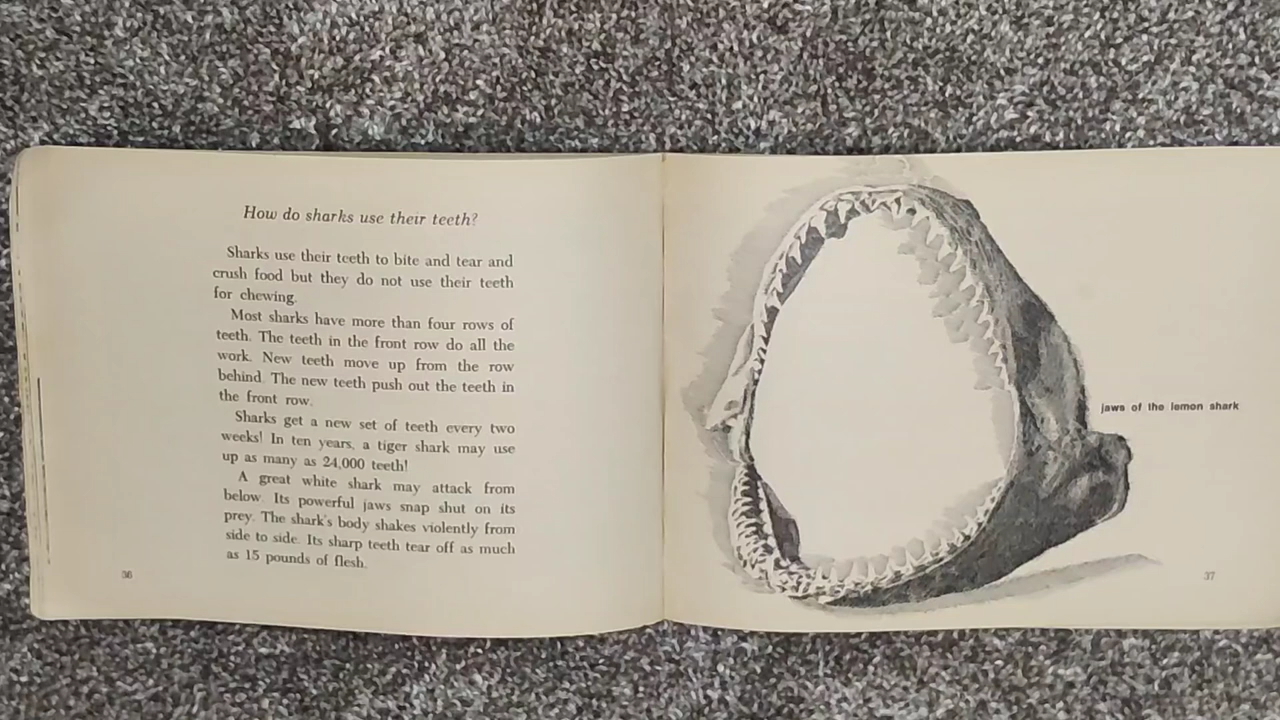 How do sharks use their teeth?
Sharks use their teeth to bite and tear and
crush food but they do not use their teeth
for chewing.
Most sharks have more than four rows of
teeth. The teeth in the front row do all the
work. New teeth move up from the row
behind. The new teeth push out the teeth in
the front row.
Sharks get a new set of teeth every two
weeks! In ten years, a tiger shark may use
up as many as 24,000 teeth!
A great white shark may attack from
below. Its powerful jaws snap shut on its
prey. The shark's body shakes violently from
side to side. Its sharp teeth tear off as much
as 15 pounds of flesh.
36
jaws of the lemon shark
37